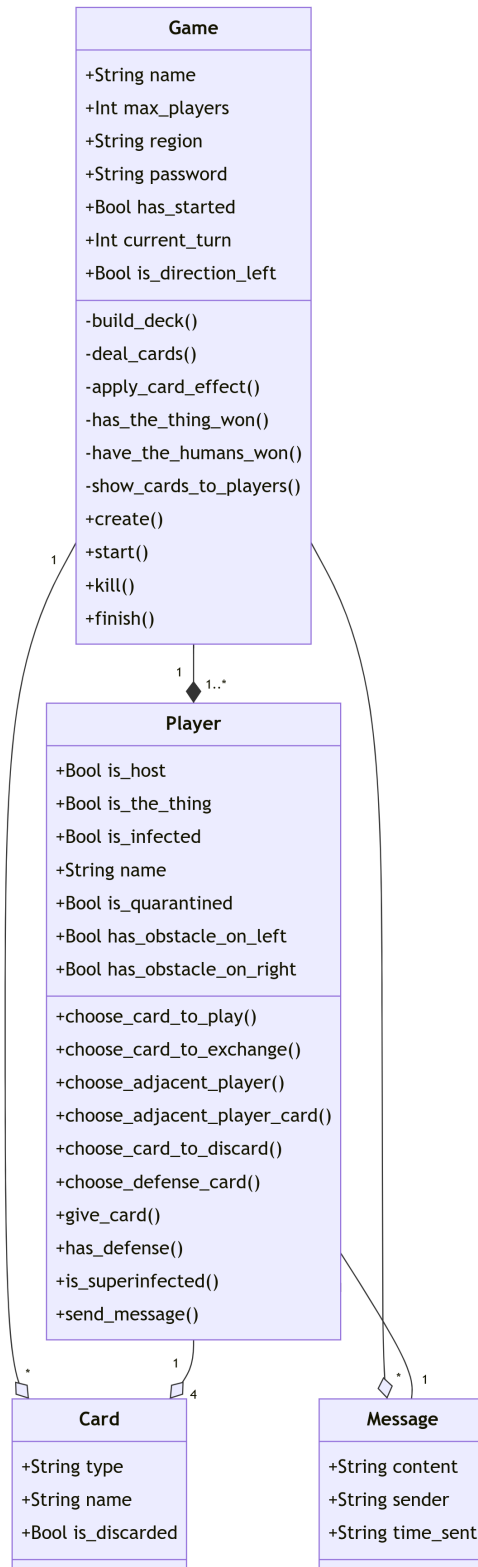 Game
+String name
+Int max_players
+String region
+String password
+Bool has_started
+Int current_turn
+Bool is_direction_left
-build_deck()
-deal_cards()
-apply_card_effect()
-has_the_thing_won()
-have_the_humans_won()
-show_cards_to_players()
+create()
+start()
+kill()
+finish()
1
1
1..*
Player
+Bool is_host
+Bool is_the_thing
+Bool is_infected
+String name
+Bool is_quarantined
+Bool has_obstacle_on_left
+Bool has_obstacle_on_right
+choose_card_to_play()
+choose_card_to_exchange()
+choose_adjacent_player()
+choose_adjacent_player_card()
+choose_card_to_discard()
+choose_defense_card()
+give_card()
+has_defense()
+is_superinfected()
+send_message()
*
1
4
*
1
Card
+String type
+String name
+Bool is_discarded
Message
+String content
+String sender
+String time_sent